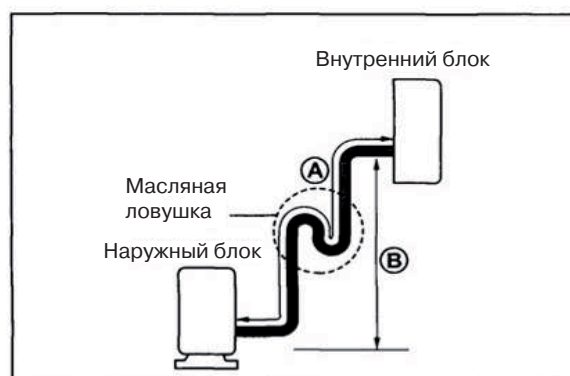 Внутренний блок
A
Масляная
ловушка
Наружный блок
B